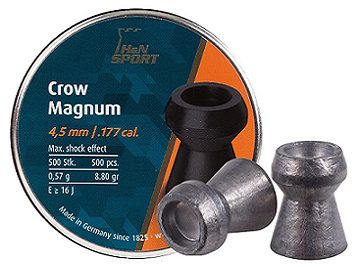 H&N
SPORT
Crow
Magnum
4,5 mm / .177 cal.
Max. shock effect
500 Stk. 500 pcs.
0,57 g 8.80 gr
E ≥ 16 J
Made in Germany since 1825 • w